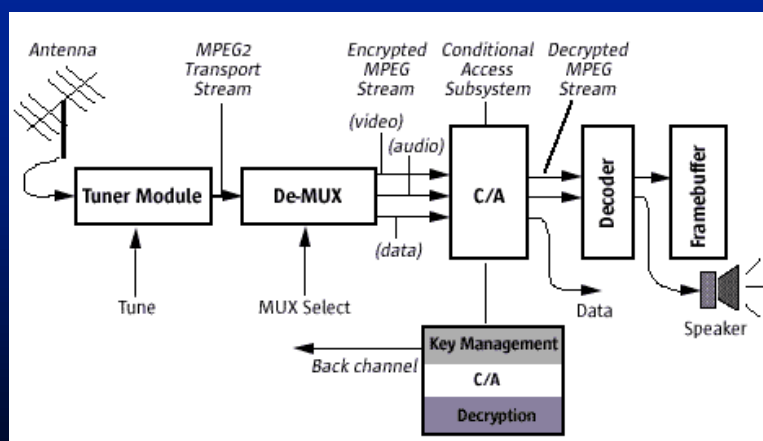 Antenna
MPEG2
Transport
Stream
Encrypted
MPEG
Stream
Conditional
Access
Subsystem
Decrypted
MPEG
Stream
(video)
(audio)
(data)
Tuner Module
De-MUX
C/A
Decoder
Framebuffer
Tune
MUX Select
Data
Speaker
Back channel
Key Management
C/A
Decryption